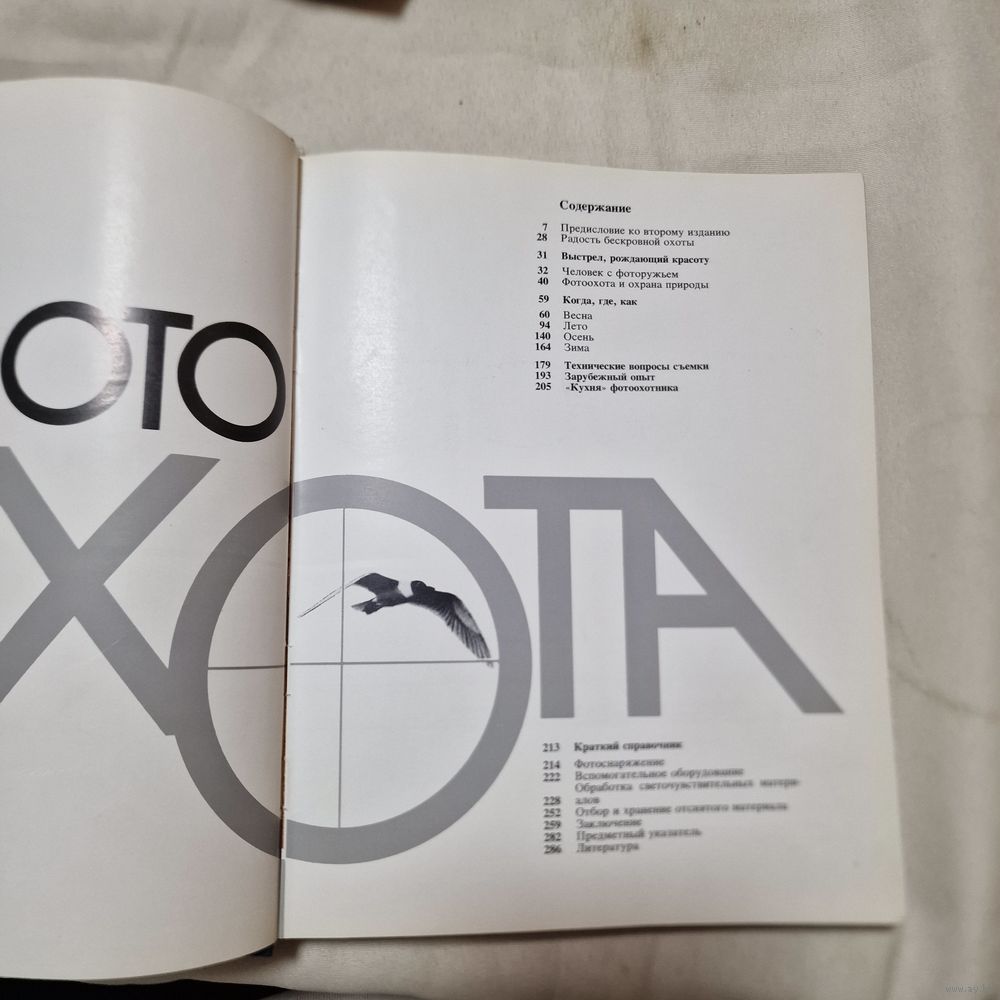 Содержание
7 Предисловие ко второму изданию
28 Радость бескровной охоты
31 Выстрел, рождающий красоту
32 Человек с фоторужьем
40 Фотоохота и охрана природы
59 Когда, где, как
60 Весна
94 Лето
140 Осень
164 Зима
179 Технические вопросы съемки
193 Зарубежный опыт
205 «Кухня» фотоохотника
ОТО
ХОТА
213 Краткий справочник
214 Фотоснаряжение
222 Вспомогательное оборудование
Обработка светочувствительных матери-
228 алов
252 Отбор и хранение отснятого материала
259 Заключение
282 Предметный указатель
286 Литература